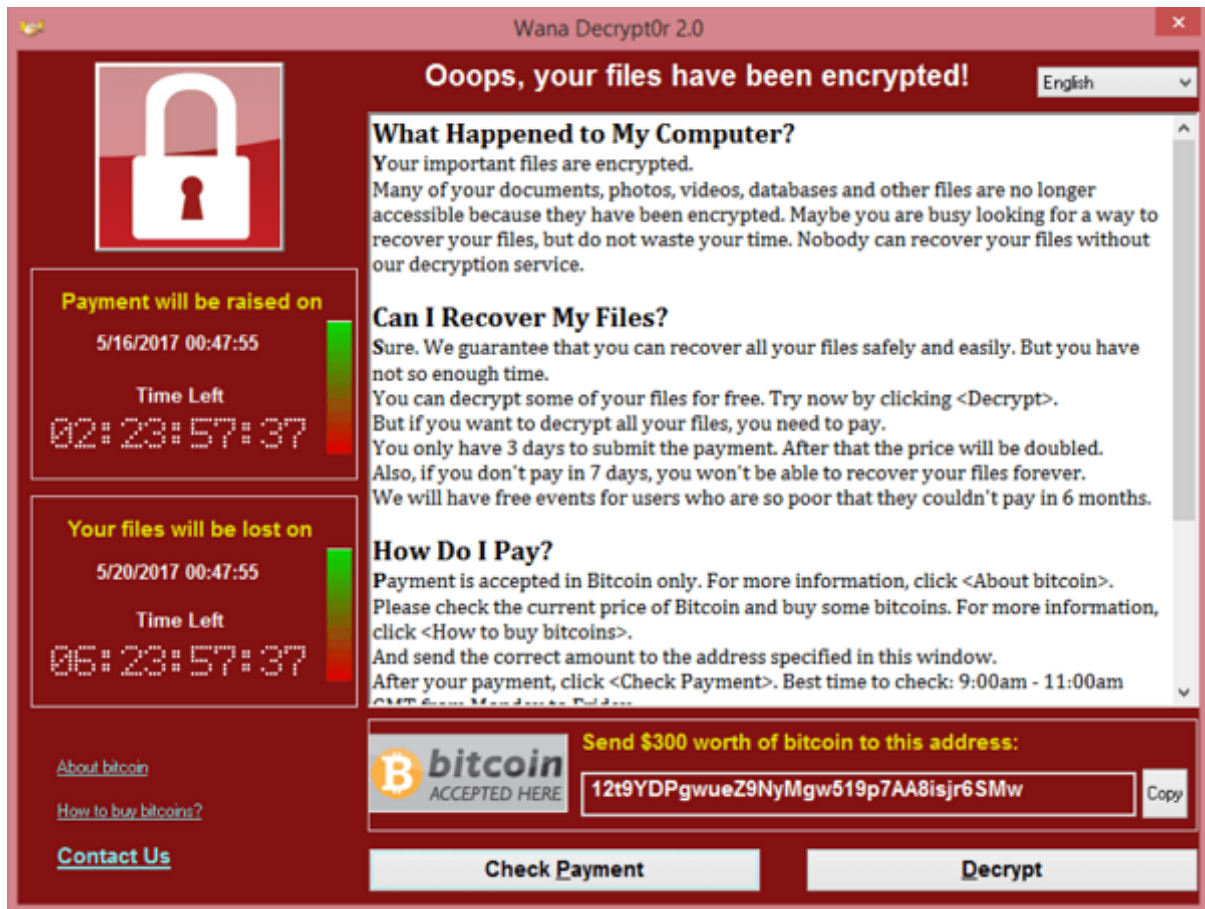 Wana Decrypt0r 2.0
Ooops, your files have been encrypted!
English
Payment will be raised on
5/16/2017 00:47:55
Time Left
02:23:57:37
Your files will be lost on
5/20/2017 00:47:55
Time Left
06:23:57:37
About bitcoin
How to buy bitcoins?
Contact Us
What Happened to My Computer?
Your important files are encrypted.
Many of your documents, photos, videos, databases and other files are no longer
accessible because they have been encrypted. Maybe you are busy looking for a way to
recover your files, but do not waste your time. Nobody can recover your files without
our decryption service.
Can I Recover My Files?
Sure. We guarantee that you can recover all your files safely and easily. But you have
not so enough time.
You can decrypt some of your files for free. Try now by clicking <Decrypt>.
But if you want to decrypt all your files, you need to pay.
You only have 3 days to submit the payment. After that the price will be doubled.
Also, if you don't pay in 7 days, you won't be able to recover your files forever.
We will have free events for users who are so poor that they couldn't pay in 6 months.
How Do I Pay?
Payment is accepted in Bitcoin only. For more information, click <About bitcoin>.
Please check the current price of Bitcoin and buy some bitcoins. For more information,
click <How to buy bitcoins>.
And send the correct amount to the address specified in this window.
After your payment, click <Check Payment>. Best time to check: 9:00am - 11:00am
GMT from Monday to Friday
bitcoin
ACCEPTED HERE
Send $300 worth of bitcoin to this address:
12t9YDPgwueZ9NyMgw519p7AA8isjr6SMw
Copy
Check Payment
Decrypt